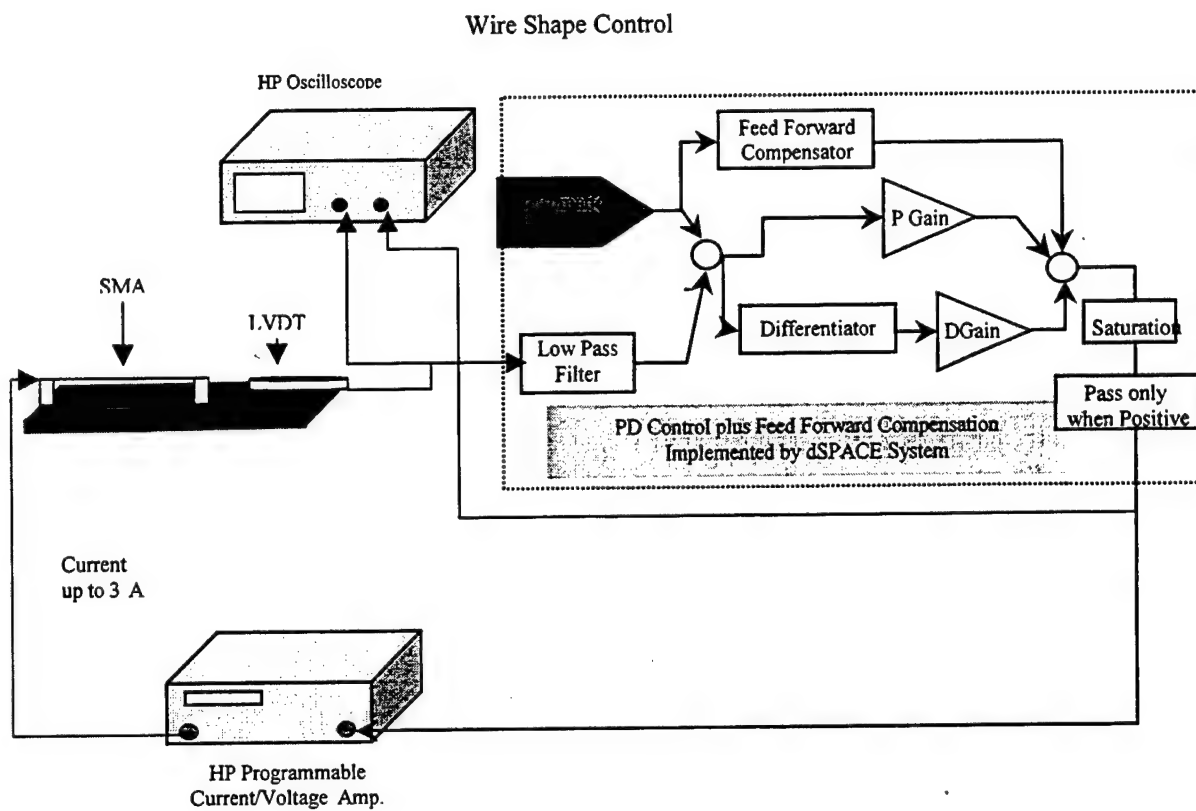 Wire Shape Control
HP Oscilloscope
Feed Forward
Compensator
P Gain
SMA
LVDT
Low Pass
Filter
Differentiator
DGain
Saturation
Pass only
when Positive
PD Control plus Feed Forward Compensation
Implemented by dSPACE System
Current
up to 3 A
HP Programmable
Current/Voltage Amp.